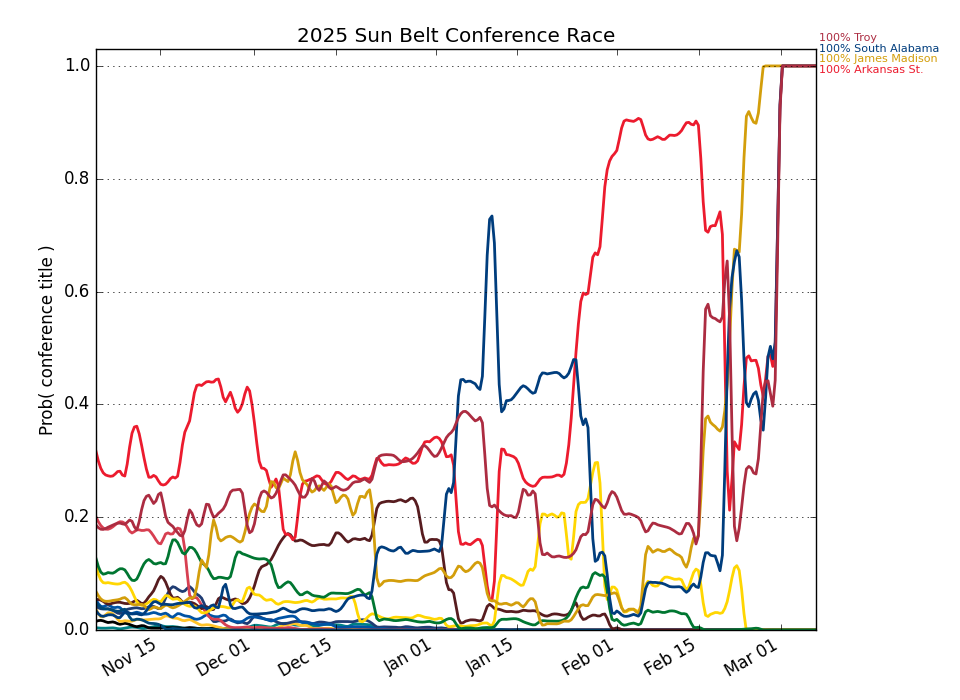 2025 Sun Belt Conference Race
100% Troy
100% South Alabama
100% James Madison
100% Arkansas St.
Prob( conference title )
1.0
0.8
0.6
0.4
0.2
0.0
Nov 15
Dec 01
Dec 15
Jan 01
Jan 15
Feb 01
Feb 15
Mar 01